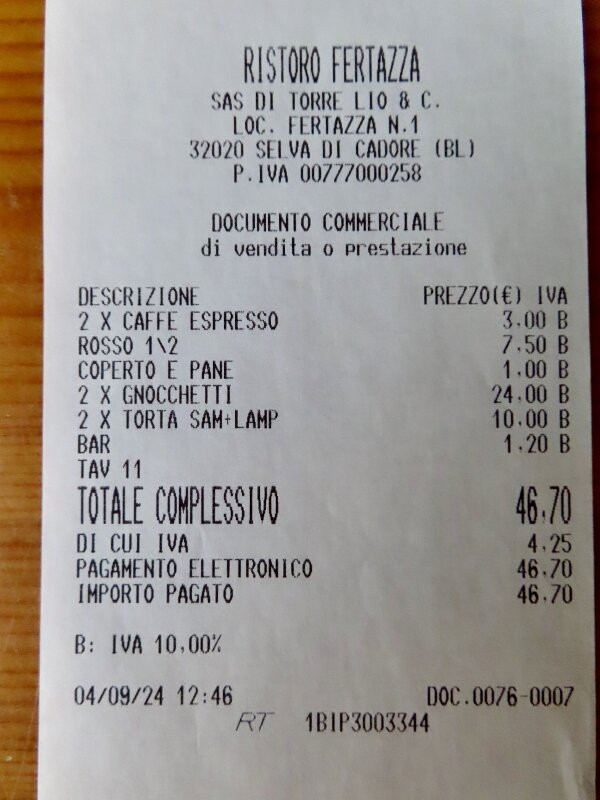 RISTORO FERTAZZA
SAS DI TORRE LIO & C.
LOC. FERTAZZA N.1
32020 SELVA DI CADORE (BL)
P.IVA 00777000258
DOCUMENTO COMMERCIALE
di vendita o prestazione
DESCRIZIONE PREZZO(€) IVA
2 X CAFFE ESPRESSO 3,00 B
ROSSO 1\2 7,50 B
COPERTO E PANE 1,00 B
2 X GNOCCHETTI 24,00 B
2 X TORTA SAM+LAMP 10,00 B
BAR 1,20 B
TAV 11
TOTALE COMPLESSIVO 46,70
DI CUI IVA 4,25
PAGAMENTO ELETTRONICO 46,70
IMPORTO PAGATO 46,70
B: IVA 10,00%
04/09/24 12:46 DOC.0076-0007
RT 1BIP3003344